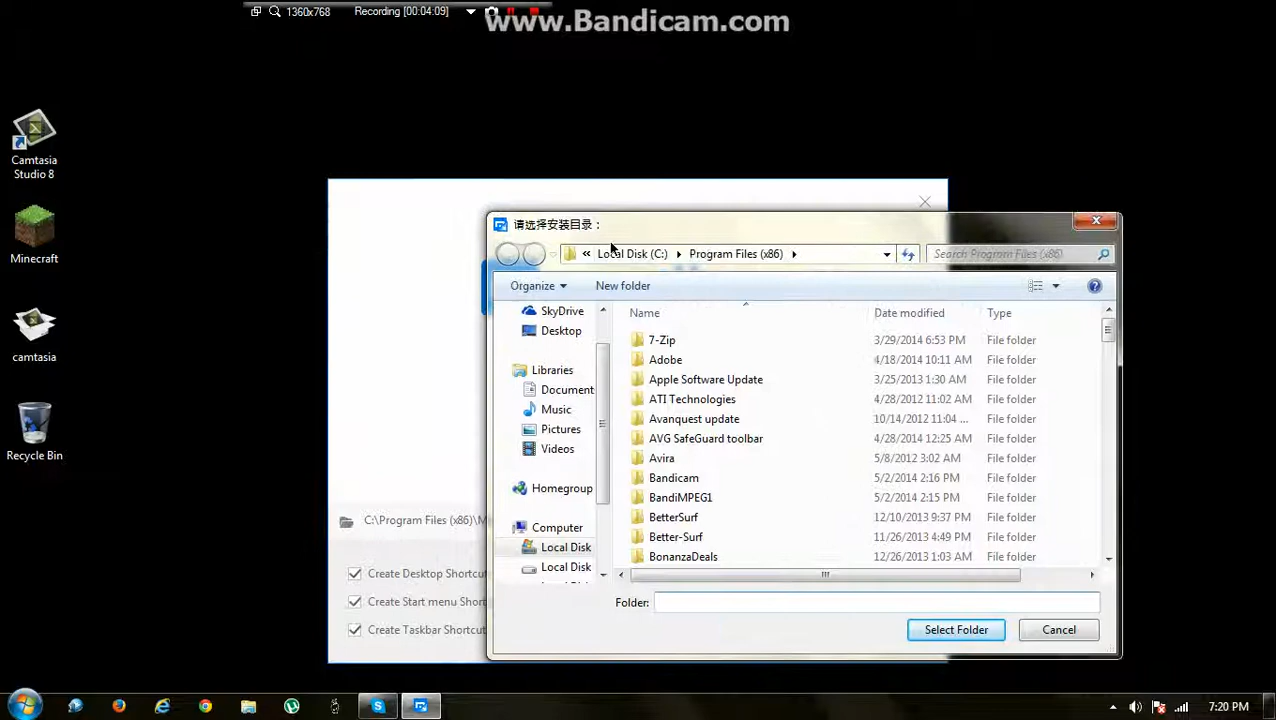 1360x768 Recording [00:04:09]
www.Bandicam.com
Camtasia
Studio 8
Minecraft
camtasia
Recycle Bin
请选择安装目录：
« Local Disk (C:) Program Files (x86)
Search Program Files (x86)
Organize New folder
SkyDrive
Desktop
Libraries
Document
Music
Pictures
Videos
Homegroup
Computer
Local Disk
Local Disk
Name Date modified Type
7-Zip 3/29/2014 6:53 PM File folder
Adobe 4/18/2014 10:11 AM File folder
Apple Software Update 3/25/2013 1:30 AM File folder
ATI Technologies 4/28/2012 11:02 AM File folder
Avanquest update 10/14/2012 11:04 ... File folder
AVG SafeGuard toolbar 4/28/2014 12:25 AM File folder
Avira 5/8/2012 3:02 AM File folder
Bandicam 5/2/2014 2:16 PM File folder
BandiMPEG1 5/2/2014 2:15 PM File folder
BetterSurf 12/10/2013 9:37 PM File folder
Better-Surf 11/26/2013 4:49 PM File folder
BonanzaDeals 12/26/2013 1:03 AM File folder
Folder:
Select Folder Cancel
C:\Program Files (x86)\M
Create Desktop Shortcut
Create Start menu Short
Create Taskbar Shortcut
7:20 PM